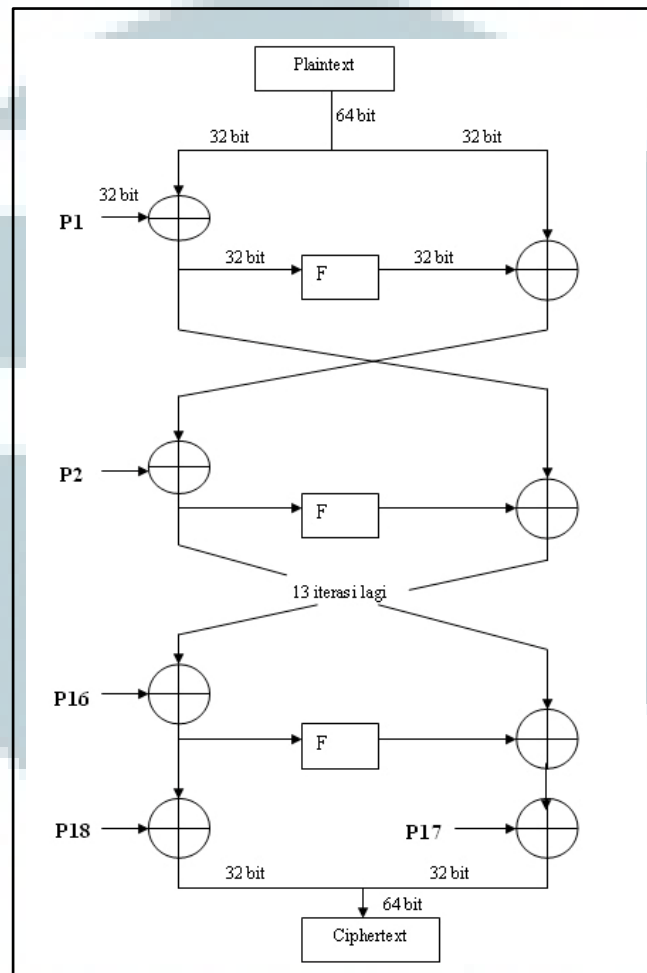 Plaintext
64 bit
32 bit 32 bit
32 bit
P1
32 bit F 32 bit
P2
F
13 iterasi lagi
P16
F
P18 P17
32 bit 32 bit
64 bit
Ciphertext